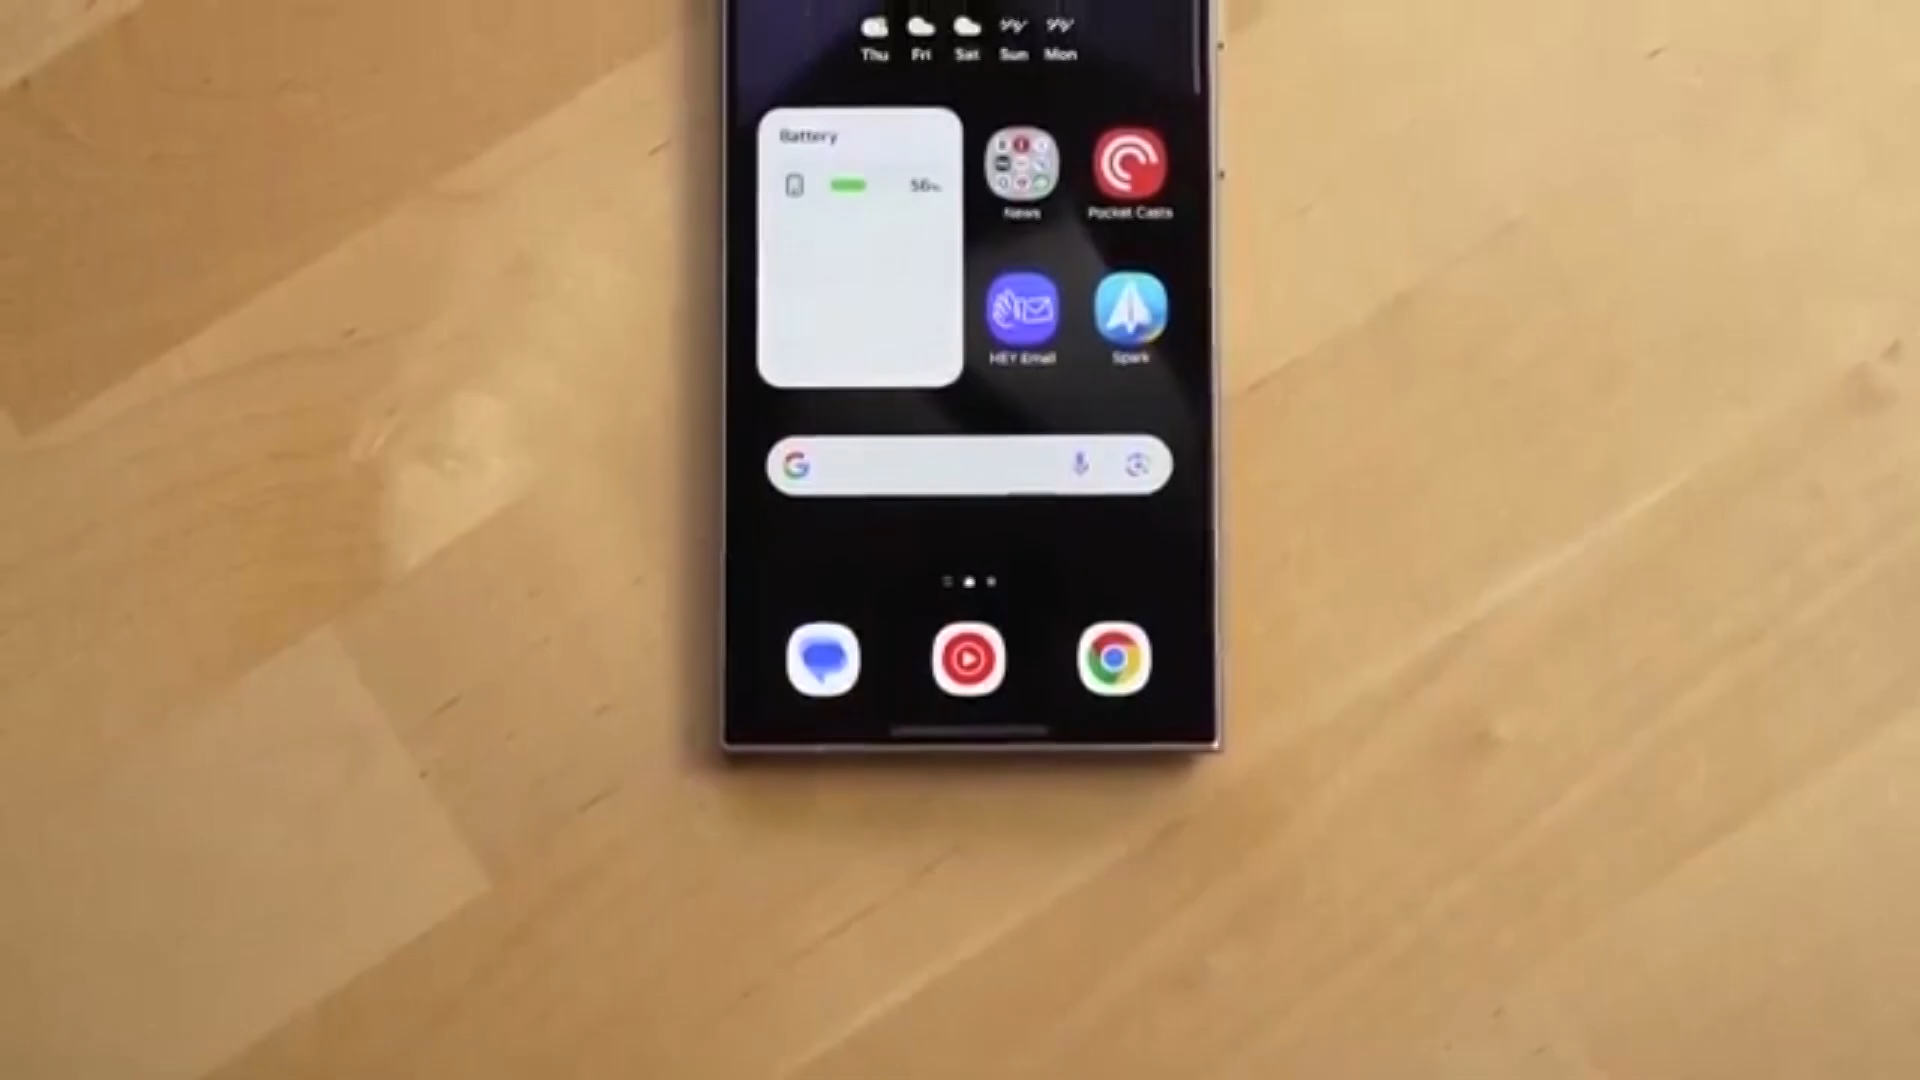 Thu Fri Sat Sun Mon
Battery
56%
News Pocket Casts
HEY Email Spark